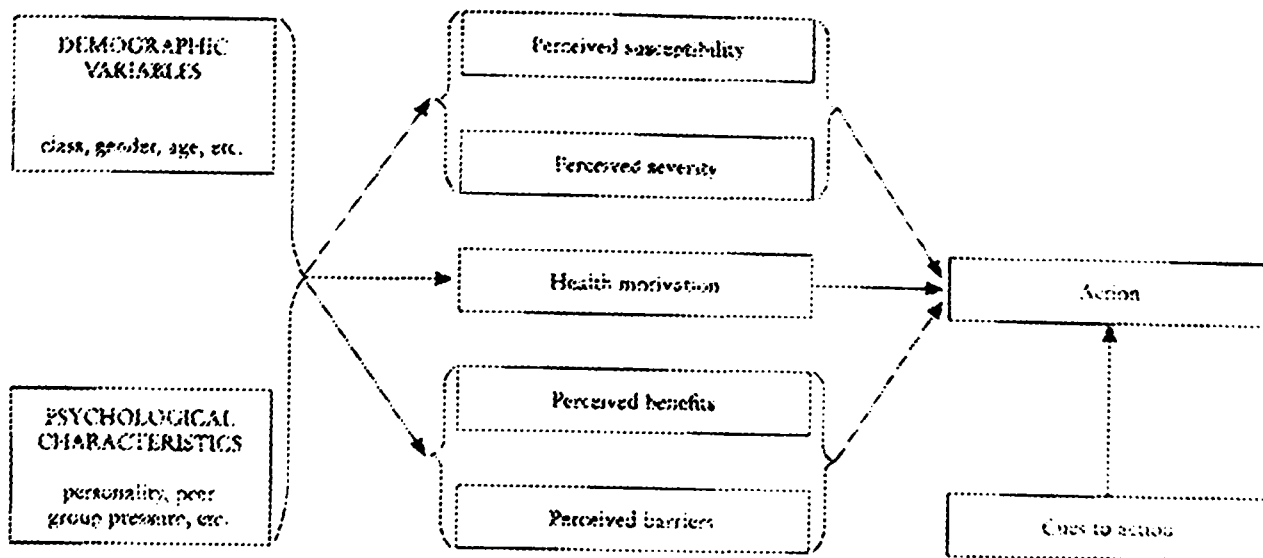 DEMOGRAPHIC
VARIABLES
class, gender, age, etc.
PSYCHOLOGICAL
CHARACTERISTICS
personality, peer
group pressure, etc.
Perceived susceptibility
Perceived severity
Health motivation
Perceived benefits
Perceived barriers
Action
Cues to action